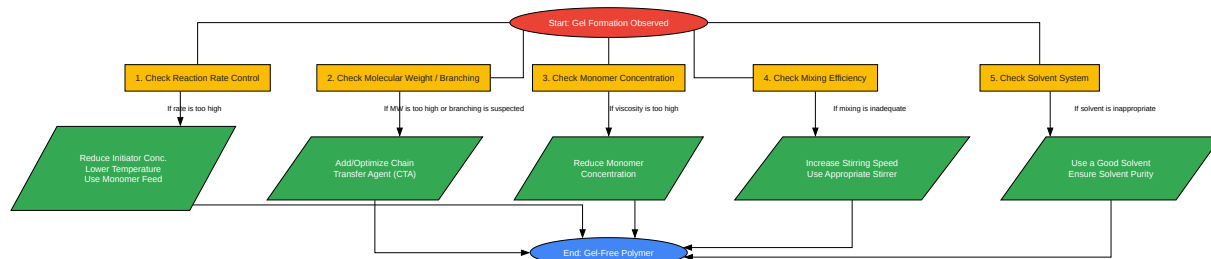 Start: Gel Formation Observed
1. Check Reaction Rate Control
2. Check Molecular Weight / Branching
3. Check Monomer Concentration
4. Check Mixing Efficiency
5. Check Solvent System
If rate is too high
If MW is too high or branching is suspected
If viscosity is too high
If mixing is inadequate
If solvent is inappropriate
Reduce Initiator Conc.
Lower Temperature
Use Monomer Feed
Add/Optimize Chain
Transfer Agent (CTA)
Reduce Monomer
Concentration
Increase Stirring Speed
Use Appropriate Stirrer
Use a Good Solvent
Ensure Solvent Purity
End: Gel-Free Polymer